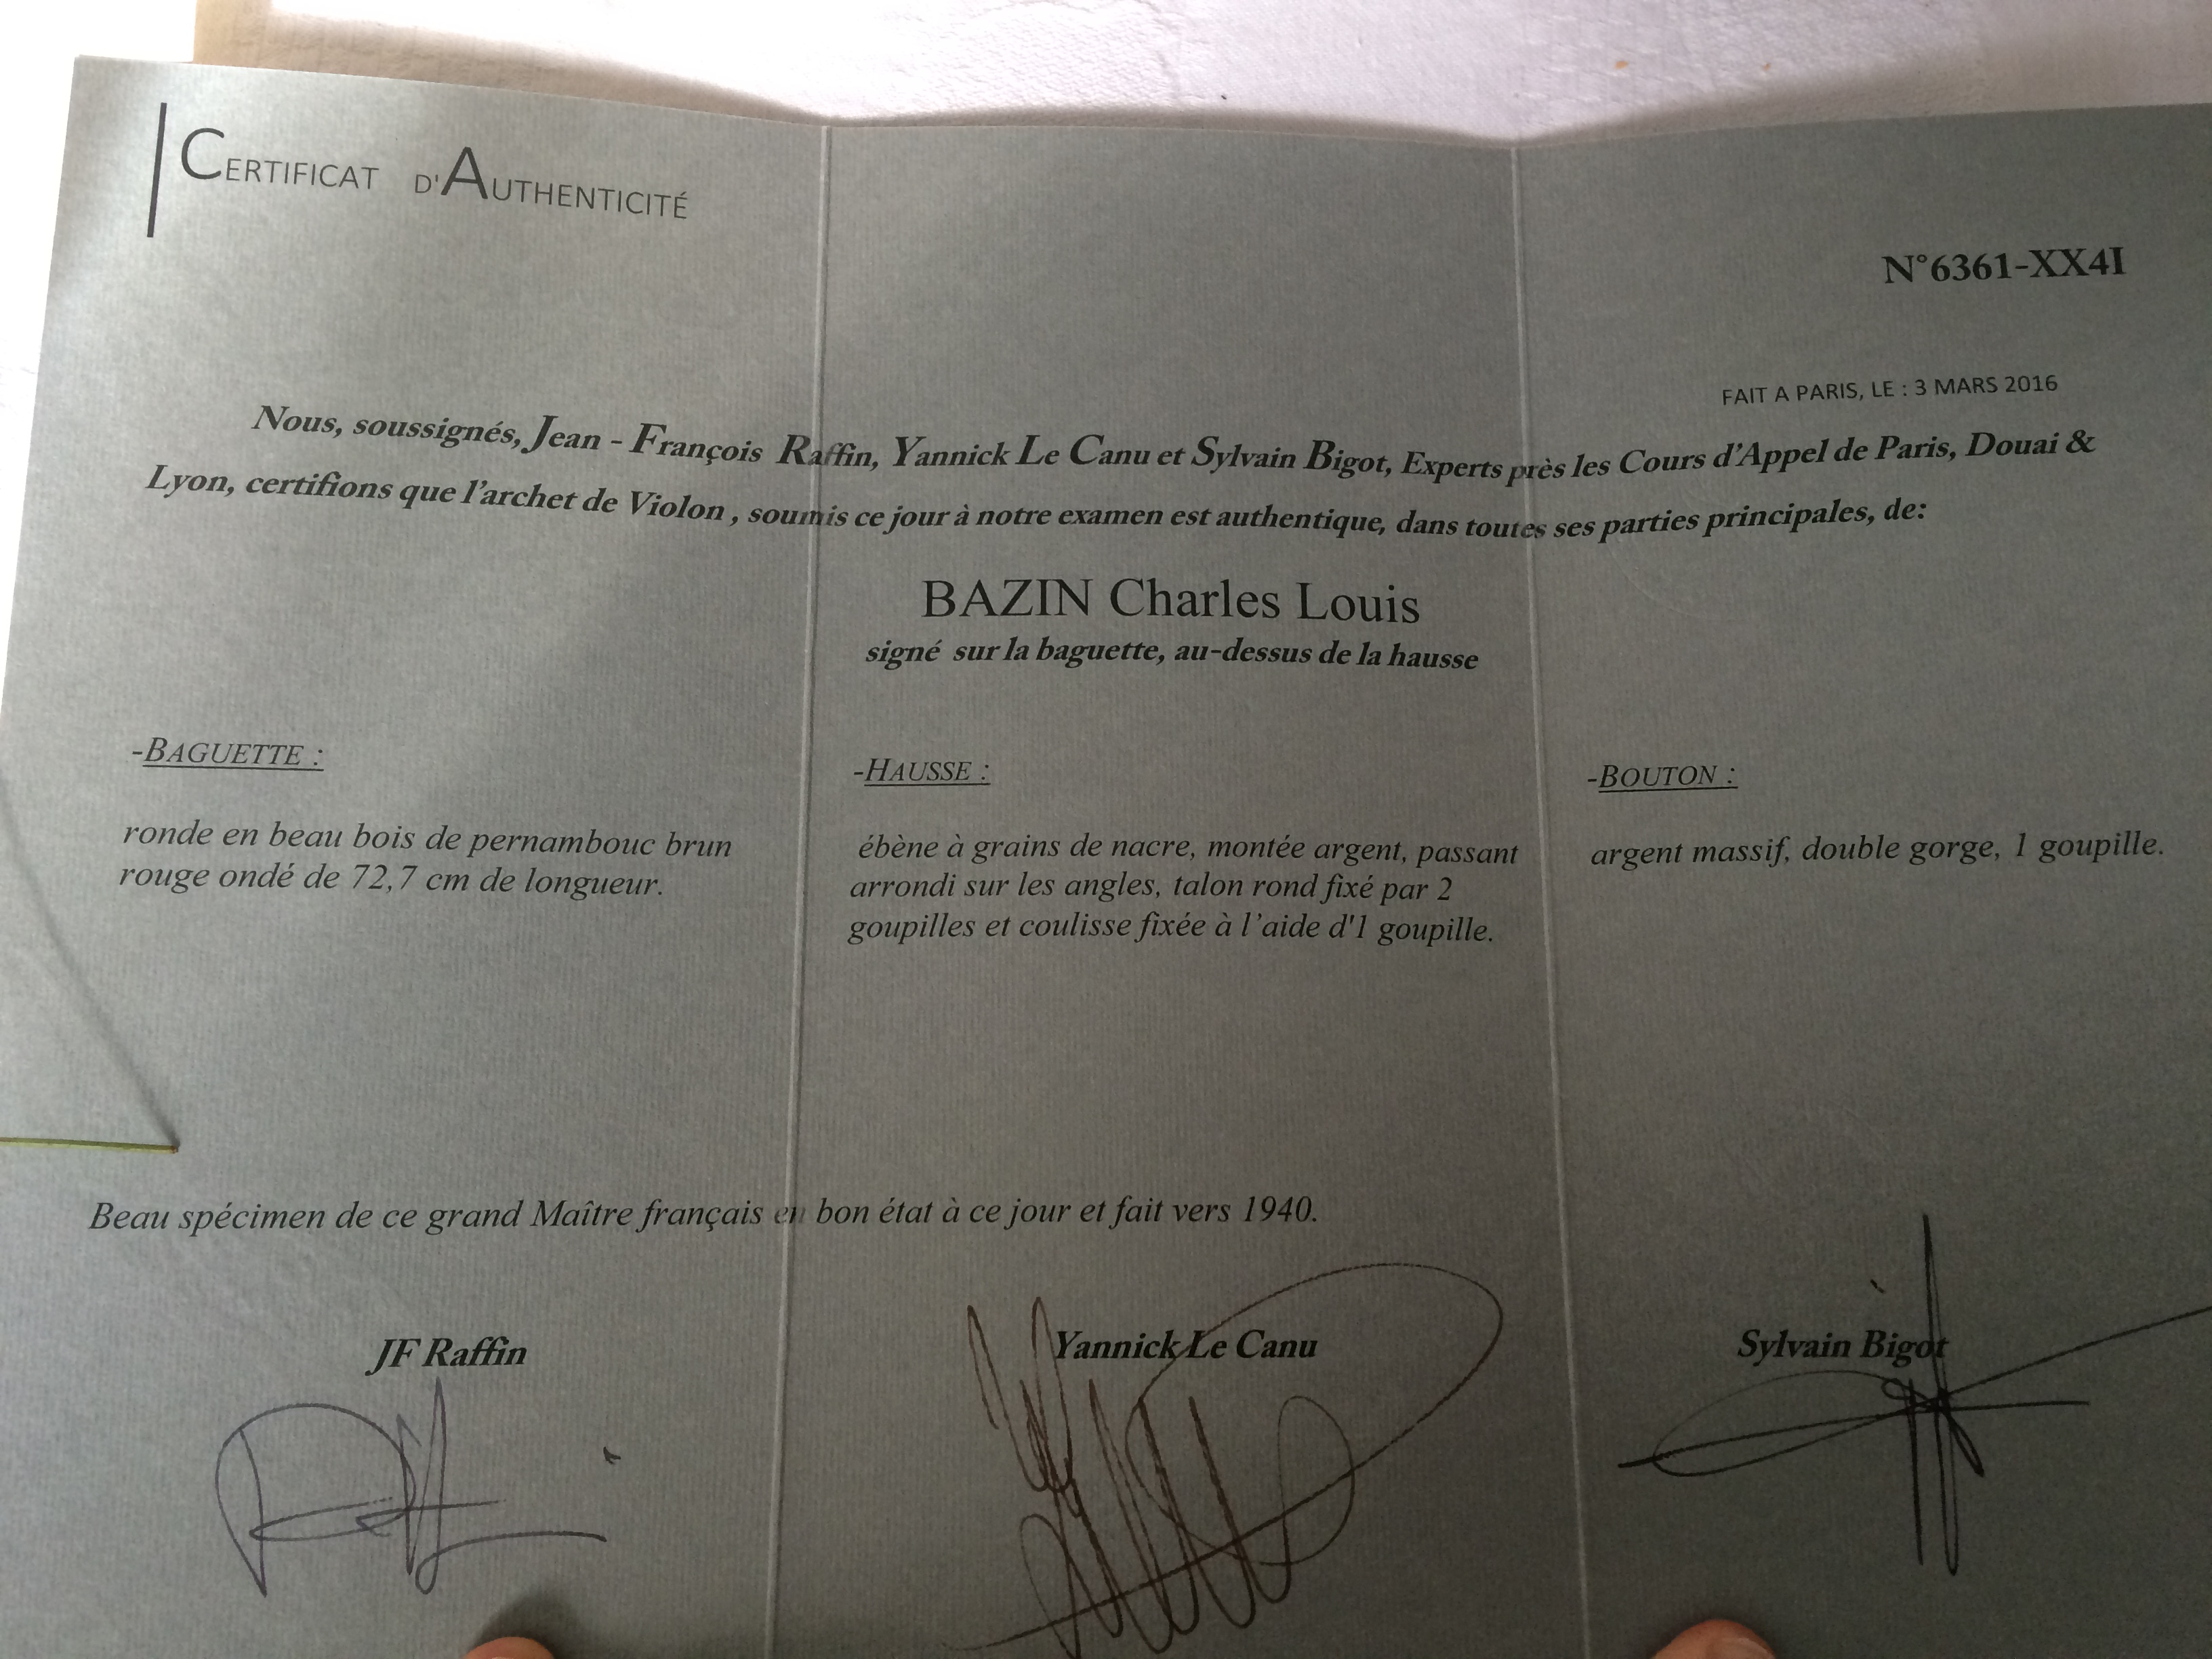 CERTIFICAT D'AUTHENTICITÉ
N°6361-XX4I
FAIT A PARIS, LE : 3 MARS 2016
Nous, soussignés, Jean - François Raffin, Yannick Le Canu et Sylvain Bigot, Experts près les Cours d'Appel de Paris, Douai &
Lyon, certifions que l'archet de Violon , soumis ce jour à notre examen est authentique, dans toutes ses parties principales, de:
BAZIN Charles Louis
signé sur la baguette, au-dessus de la hausse
-BAGUETTE :
ronde en beau bois de pernambouc brun
rouge ondé de 72,7 cm de longueur.
-HAUSSE :
ébène à grains de nacre, montée argent, passant
arrondi sur les angles, talon rond fixé par 2
goupilles et coulisse fixée à l'aide d'1 goupille.
-BOUTON :
argent massif, double gorge, 1 goupille.
Beau spécimen de ce grand Maître français en bon état à ce jour et fait vers 1940.
JF Raffin
Yannick Le Canu
Sylvain Bigot